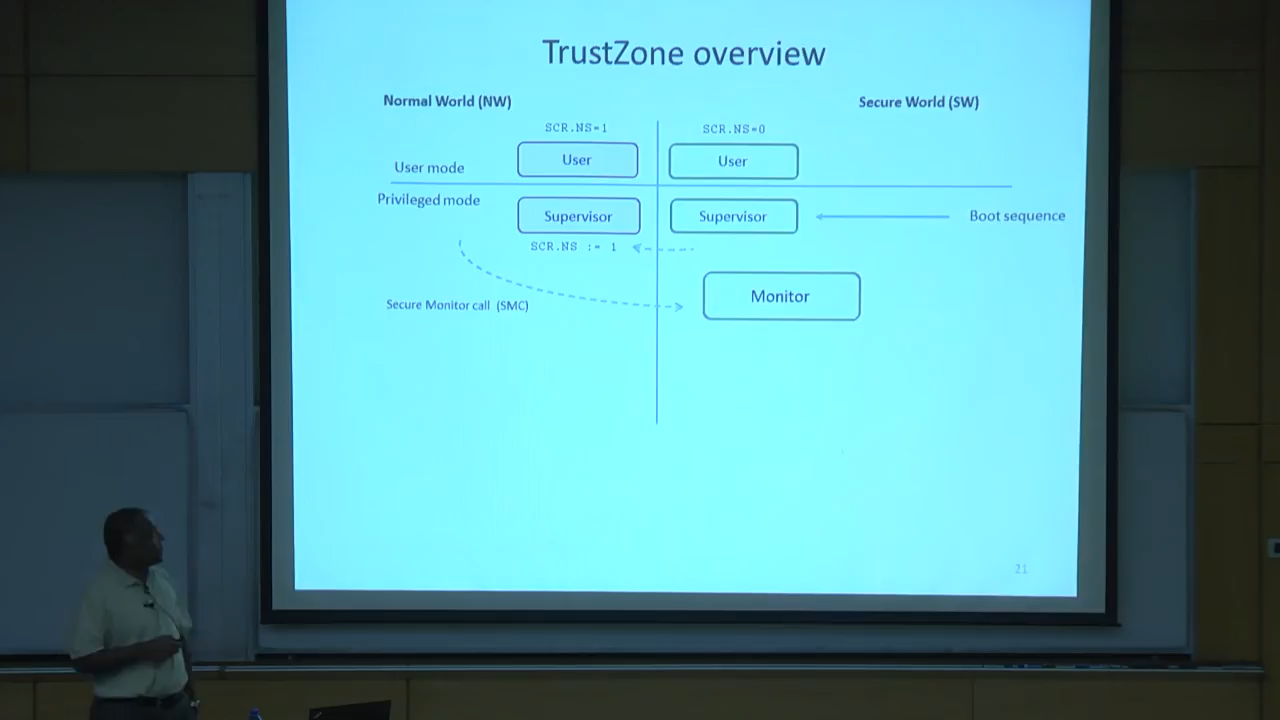 TrustZone overview
Normal World (NW)
Secure World (SW)
SCR.NS=1
SCR.NS=0
User
User
User mode
Privileged mode
Supervisor
Supervisor
Boot sequence
SCR.NS := 1
Monitor
Secure Monitor call (SMC)
21